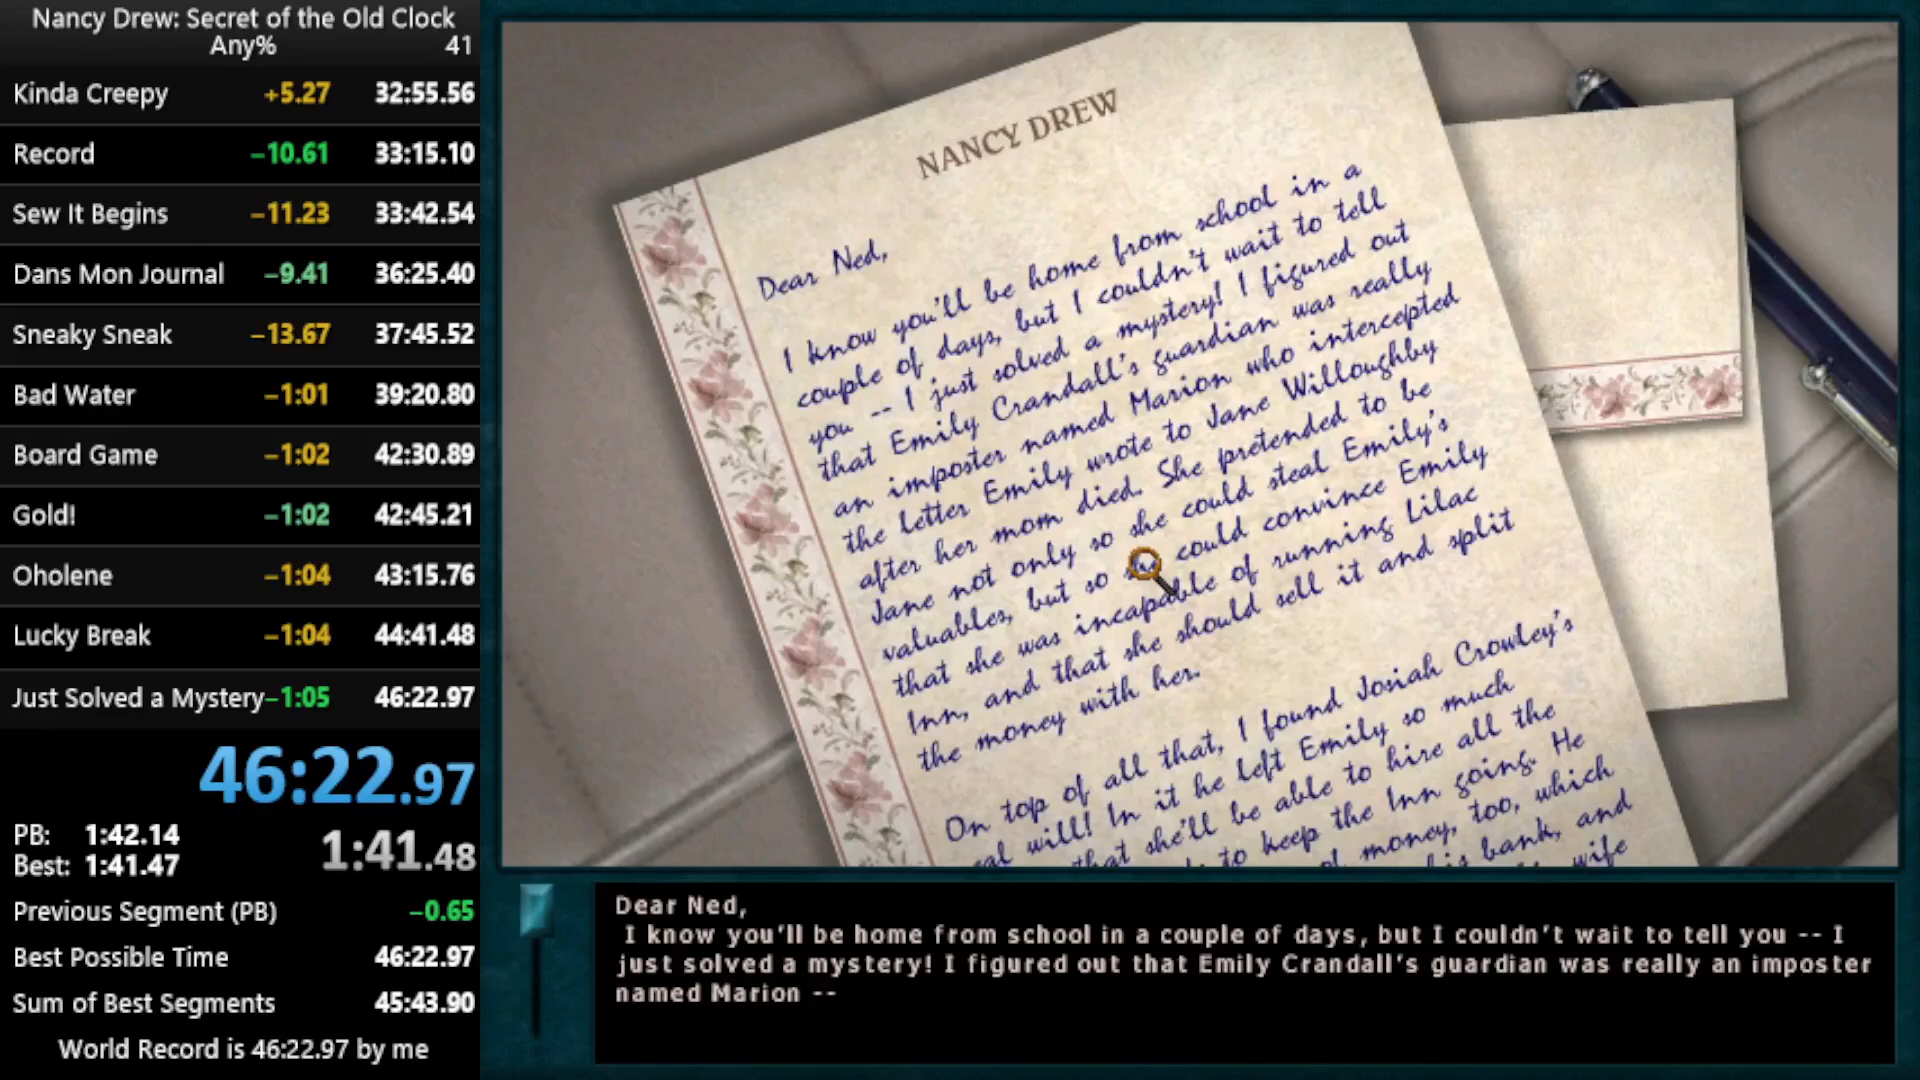 Nancy Drew: Secret of the Old Clock
Any% 41
Kinda Creepy +5.27 32:55.56
Record −10.61 33:15.10
Sew It Begins −11.23 33:42.54
Dans Mon Journal −9.41 36:25.40
Sneaky Sneak −13.67 37:45.52
Bad Water −1:01 39:20.80
Board Game −1:02 42:30.89
Gold! −1:02 42:45.21
Oholene −1:04 43:15.76
Lucky Break −1:04 44:41.48
Just Solved a Mystery −1:05 46:22.97
46:22.97
PB: 1:42.14
Best: 1:41.47
1:41.48
Previous Segment (PB) −0.65
Best Possible Time 46:22.97
Sum of Best Segments 45:43.90
World Record is 46:22.97 by me
NANCY DREW
Dear Ned,
I know you'll be home from school in a
couple of days, but I couldn't wait to tell
you -- I just solved a mystery! I figured out
that Emily Crandall's guardian was really
an imposter named Marion who intercepted
the letter Emily wrote to Jane Willoughby
after her mom died. She pretended to be
Jane not only so she could steal Emily's
valuables, but so could convince Emily
that she was incapable of running Lilac
Inn, and that she should sell it and split
the money with her.
On top of all that, I found Josiah Crowley's
will! In it he left Emily so much
that she'll be able to hire all the
to keep the Inn going. He
of money, too, which
his bank, and
wife
Dear Ned,
I know you'll be home from school in a couple of days, but I couldn't wait to tell you -- I
just solved a mystery! I figured out that Emily Crandall's guardian was really an imposter
named Marion --